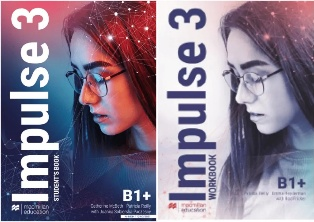 Impulse 3
STUDENT'S BOOK
B1+
macmillan
education
Impulse 3
WORKBOOK
B1+
macmillan
education